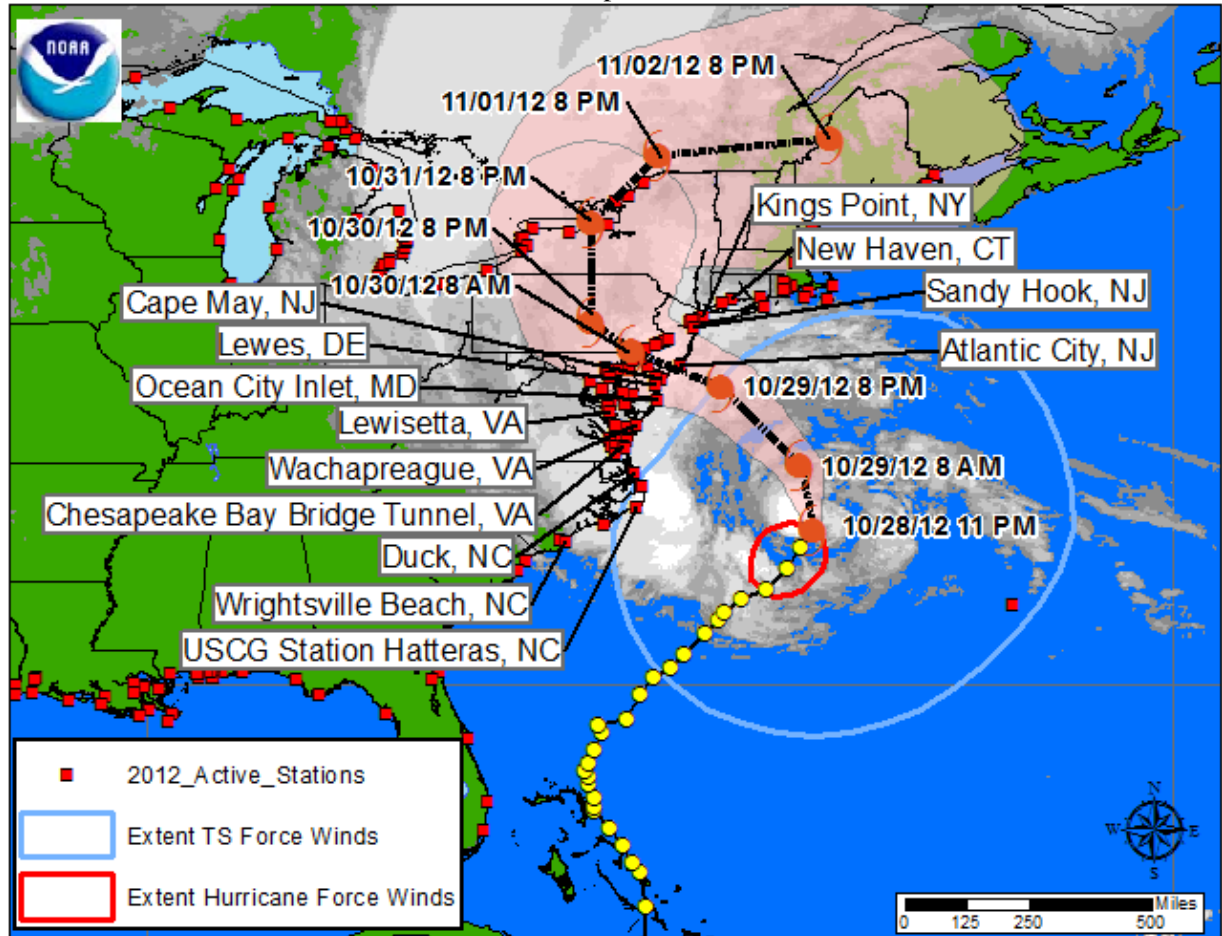 NOAA
11/02/12 8 PM
11/01/12 8 PM
10/31/12 8 PM
10/30/12 8 PM
10/30/12 8 AM
Kings Point, NY
New Haven, CT
Sandy Hook, NJ
Atlantic City, NJ
Cape May, NJ
Lewes, DE
Ocean City Inlet, MD
10/29/12 8 PM
Lewisetta, VA
Wachapreague, VA
10/29/12 8 AM
Chesapeake Bay Bridge Tunnel, VA
10/28/12 11 PM
Duck, NC
Wrightsville Beach, NC
USCG Station Hatteras, NC
2012_Active_Stations
Extent TS Force Winds
Extent Hurricane Force Winds
N
W E
S
Miles
0 125 250 500